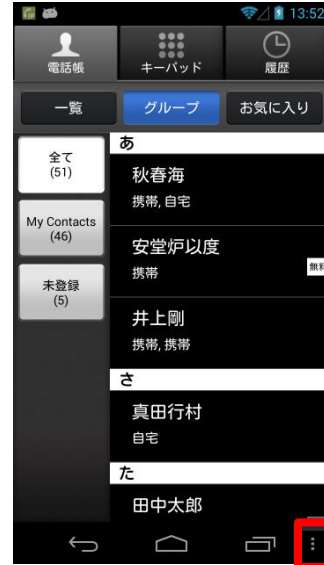 13:52
電話帳
キーパッド
履歴
一覧
グループ
お気に入り
全て
(51)
My Contacts
(46)
未登録
(5)
あ
秋春海
携帯, 自宅
安堂炉以度
携帯
無料
井上剛
携帯, 携帯
さ
真田行村
自宅
た
田中太郎